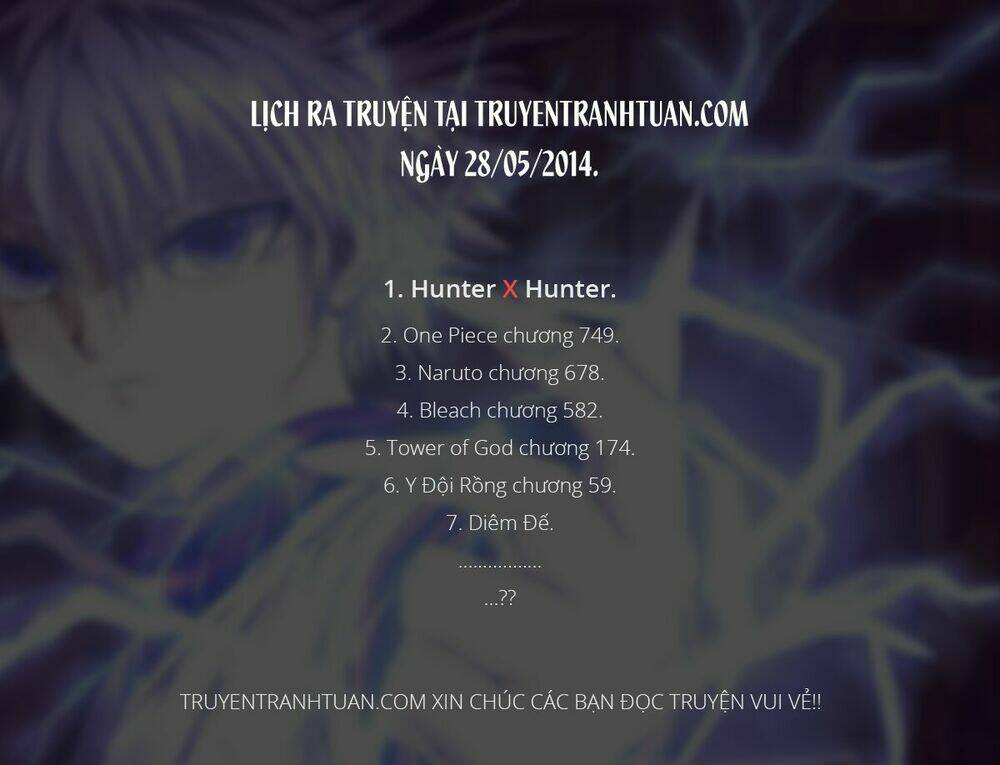 LỊCH RA TRUYỆN TẠI TRUYENTRANHTUAN.COM
NGÀY 28/05/2014.
1. Hunter X Hunter.
2. One Piece chương 749.
3. Naruto chương 678.
4. Bleach chương 582.
5. Tower of God chương 174.
6. Y Đội Rồng chương 59.
7. Diêm Đế.
.................
...??
TRUYENTRANHTUAN.COM XIN CHÚC CÁC BẠN ĐỌC TRUYỆN VUI VẺ!!